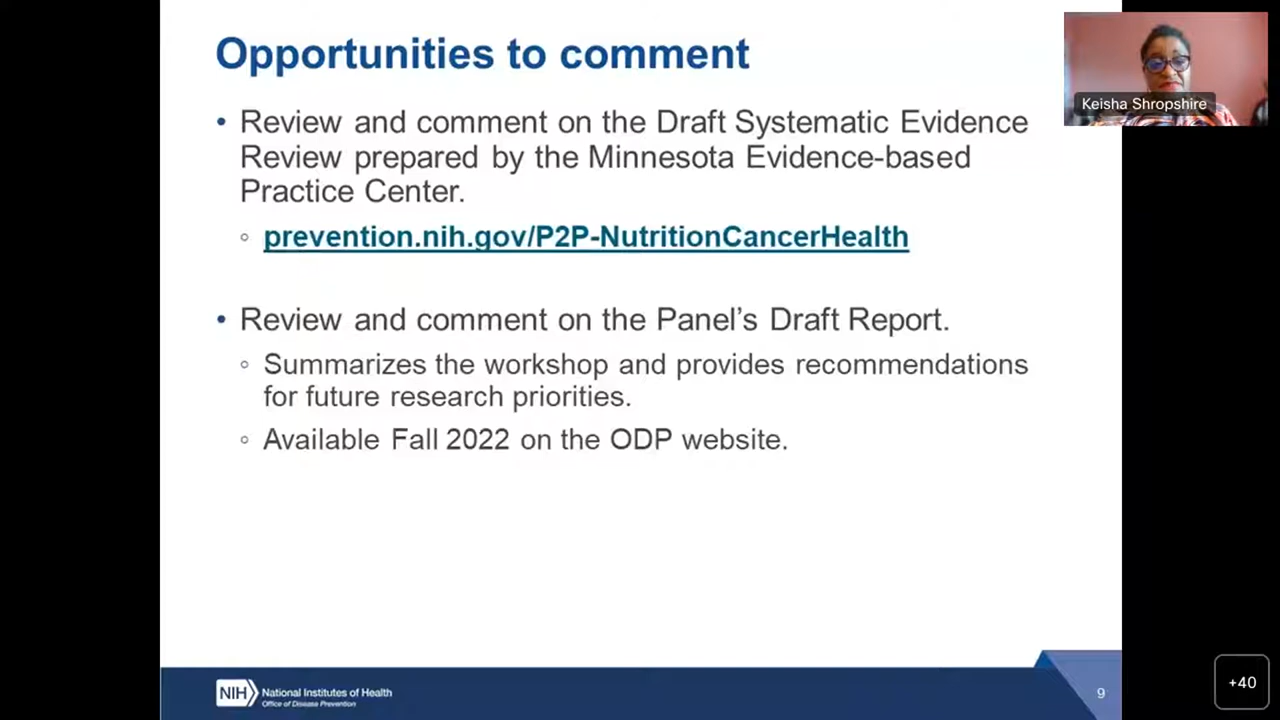 Opportunities to comment
• Review and comment on the Draft Systematic Evidence
Review prepared by the Minnesota Evidence-based
Practice Center.
◦ prevention.nih.gov/P2P-NutritionCancerHealth
• Review and comment on the Panel’s Draft Report.
◦ Summarizes the workshop and provides recommendations
for future research priorities.
◦ Available Fall 2022 on the ODP website.
NIH National Institutes of Health
Office of Disease Prevention
9
Keisha Shropshire
+40